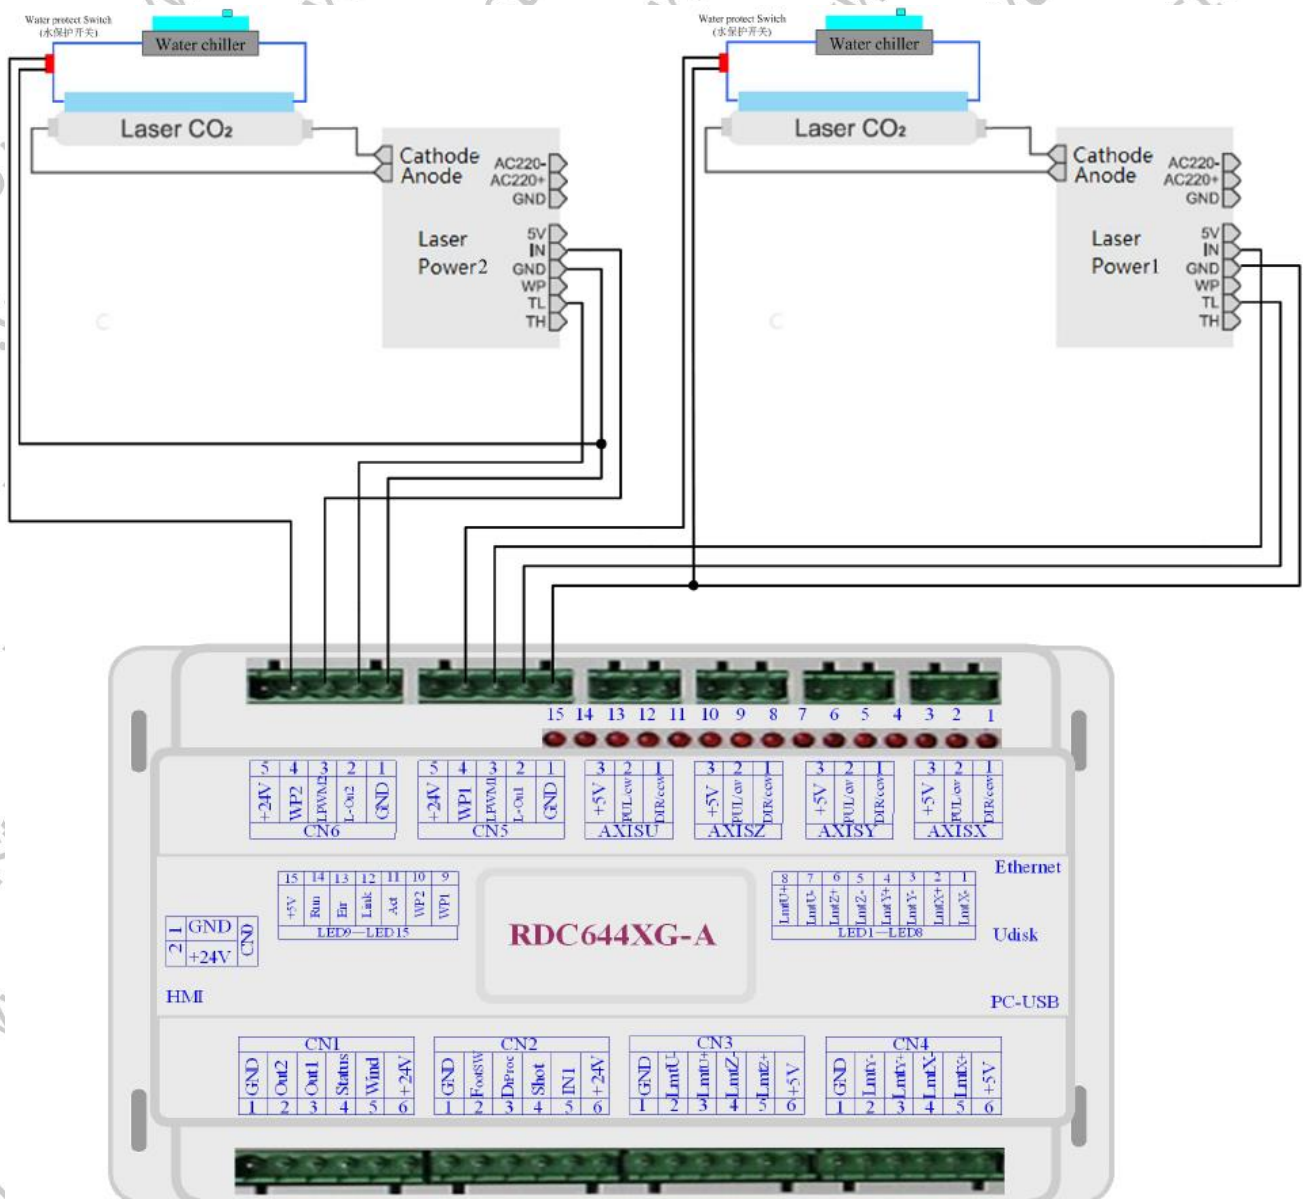 Water protect Switch
(水保护开关)
Water chiller
Laser CO₂
Cathode
Anode
AC220-
AC220+
GND
Laser
Power2
5V
IN
GND
WP
TL
TH
Water protect Switch
(水保护开关)
Water chiller
Laser CO₂
Cathode
Anode
AC220-
AC220+
GND
Laser
Power1
5V
IN
GND
WP
TL
TH
15 14 13 12 11 10 9 8 7 6 5 4 3 2 1
5 4 3 2 1
+24V WP2 LPWM2 L-On2 GND
CN6
5 4 3 2 1
+24V WP1 LPWM1 L-On1 GND
CN5
3 2 1
+5V PUL/cw DIR/ccw
AXISU
3 2 1
+5V PUL/cw DIR/ccw
AXISZ
3 2 1
+5V PUL/cw DIR/ccw
AXISY
3 2 1
+5V PUL/cw DIR/ccw
AXISX
Ethernet
15 14 13 12 11 10 9
+5V Run Err Link Act WP2 WP1
LED9—LED15
8 7 6 5 4 3 2 1
LmtU+ LmtU- LmtZ+ LmtZ- LmtY+ LmtY- LmtX+ LmtX-
LED1—LED8
1 GND
2 +24V
CN0
RDC644XG-A
Udisk
HMI
PC-USB
CN1
GND Out2 Out1 Status Wind +24V
1 2 3 4 5 6
CN2
GND FootSW DrProc Shot IN1 +24V
1 2 3 4 5 6
CN3
GND LmtU- LmtU+ LmtZ- LmtZ+ +5V
1 2 3 4 5 6
CN4
GND LmtY- LmtY+ LmtX- LmtX+ +5V
1 2 3 4 5 6